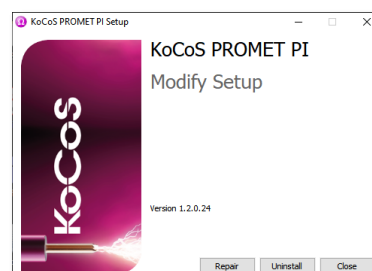 KoCoS PROMET PI Setup
KoCoS PROMET PI
Modify Setup
KoCoS
Version 1.2.0.24
Repair
Uninstall
Close